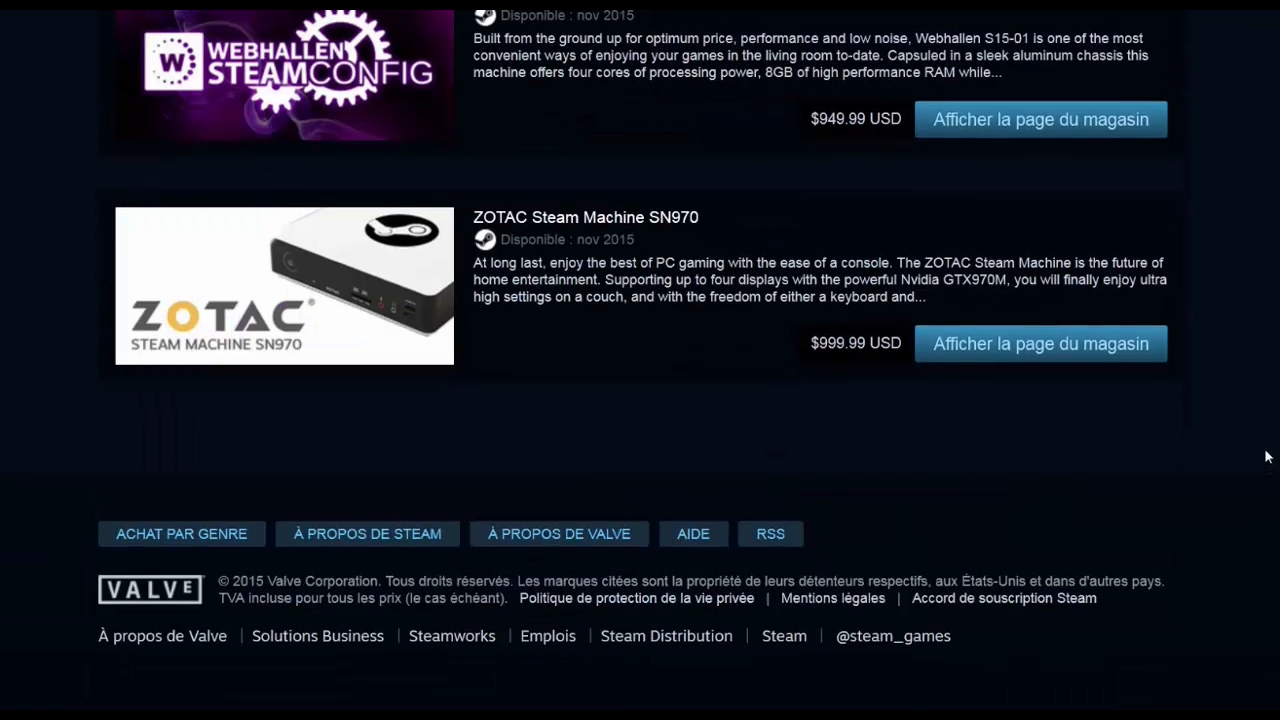 Disponible : nov 2015
WEBHALLEN
STEAMCONFIG
W
Built from the ground up for optimum price, performance and low noise, Webhallen S15-01 is one of the most
convenient ways of enjoying your games in the living room to-date. Capsuled in a sleek aluminum chassis this
machine offers four cores of processing power, 8GB of high performance RAM while...
$949.99 USD
Afficher la page du magasin
ZOTAC Steam Machine SN970
Disponible : nov 2015
At long last, enjoy the best of PC gaming with the ease of a console. The ZOTAC Steam Machine is the future of
home entertainment. Supporting up to four displays with the powerful Nvidia GTX970M, you will finally enjoy ultra
high settings on a couch, and with the freedom of either a keyboard and...
ZOTAC®
STEAM MACHINE SN970
$999.99 USD
Afficher la page du magasin
ACHAT PAR GENRE
À PROPOS DE STEAM
À PROPOS DE VALVE
AIDE
RSS
VALVE
© 2015 Valve Corporation. Tous droits réservés. Les marques citées sont la propriété de leurs détenteurs respectifs, aux États-Unis et dans d'autres pays.
TVA incluse pour tous les prix (le cas échéant). Politique de protection de la vie privée | Mentions légales | Accord de souscription Steam
À propos de Valve | Solutions Business | Steamworks | Emplois | Steam Distribution | Steam | @steam_games